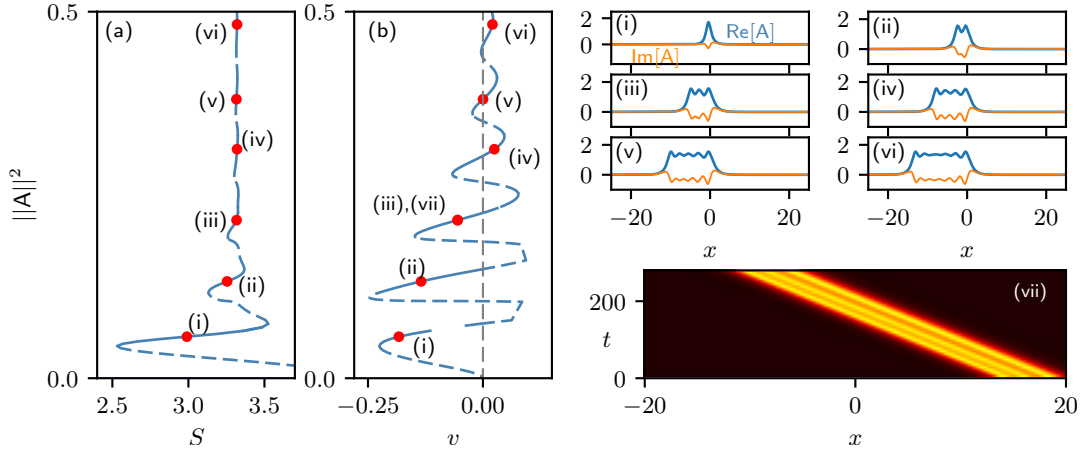 0.5
0.0
||A||²
(a)
(vi)
(v)
(iv)
(iii)
(ii)
(i)
2.5
3.0
3.5
S
(b)
(vi)
(v)
(iv)
(iii),(vii)
(ii)
(i)
0.5
0.0
−0.25
0.00
v
(i)
Re[A]
Im[A]
2
0
(ii)
2
0
(iii)
2
0
(iv)
2
0
(v)
2
0
(vi)
2
0
−20
0
20
x
−20
0
20
x
(vii)
200
0
t
−20
0
20
x